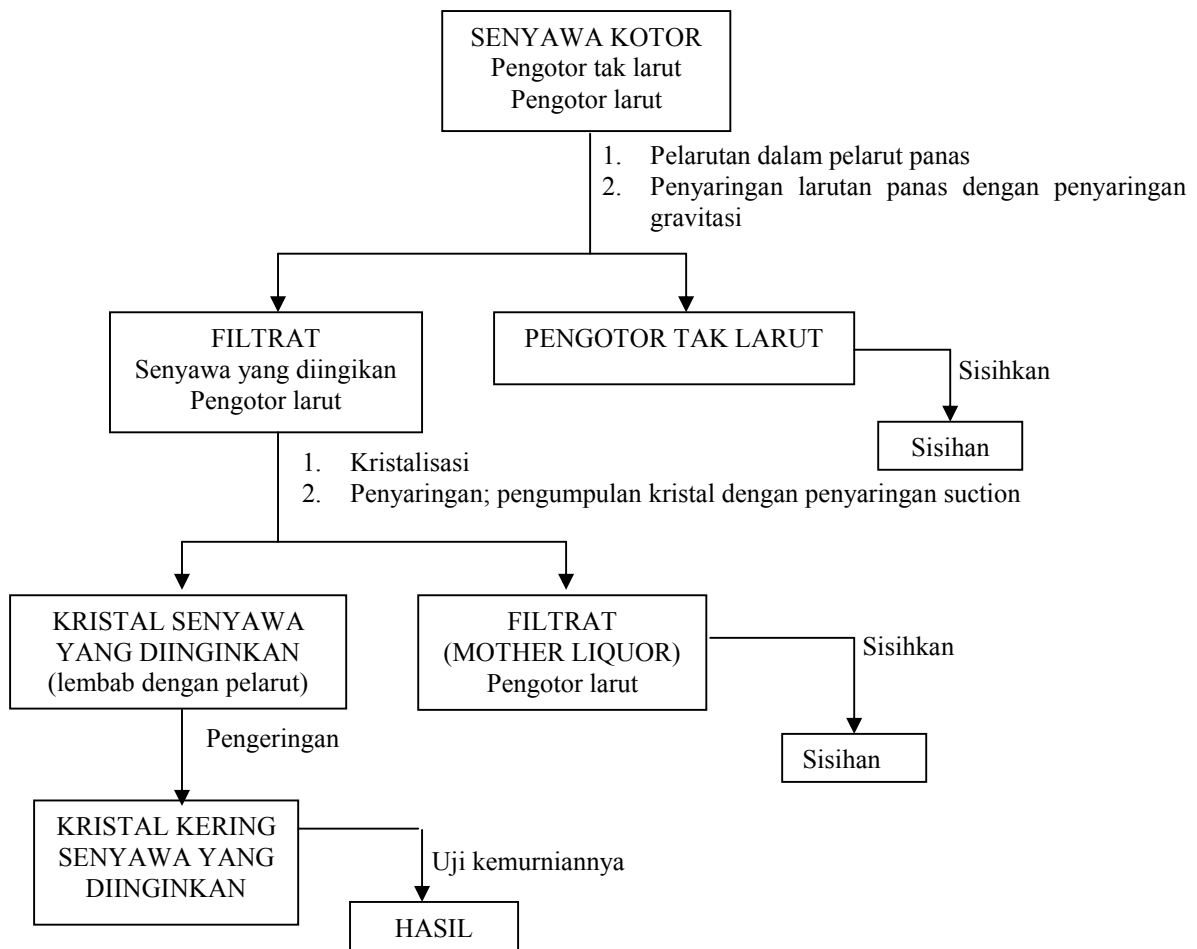 SENYAWA KOTOR
Pengotor tak larut
Pengotor larut
1. Pelarutan dalam pelarut panas
2. Penyaringan larutan panas dengan penyaringan
gravitasi
FILTRAT
Senyawa yang diingikan
Pengotor larut
PENGOTOR TAK LARUT
Sisihkan
Sisihan
1. Kristalisasi
2. Penyaringan; pengumpulan kristal dengan penyaringan suction
KRISTAL SENYAWA
YANG DIINGINKAN
(lembab dengan pelarut)
FILTRAT
(MOTHER LIQUOR)
Pengotor larut
Sisihkan
Sisihan
Pengeringan
KRISTAL KERING
SENYAWA YANG
DIINGINKAN
Uji kemurniannya
HASIL